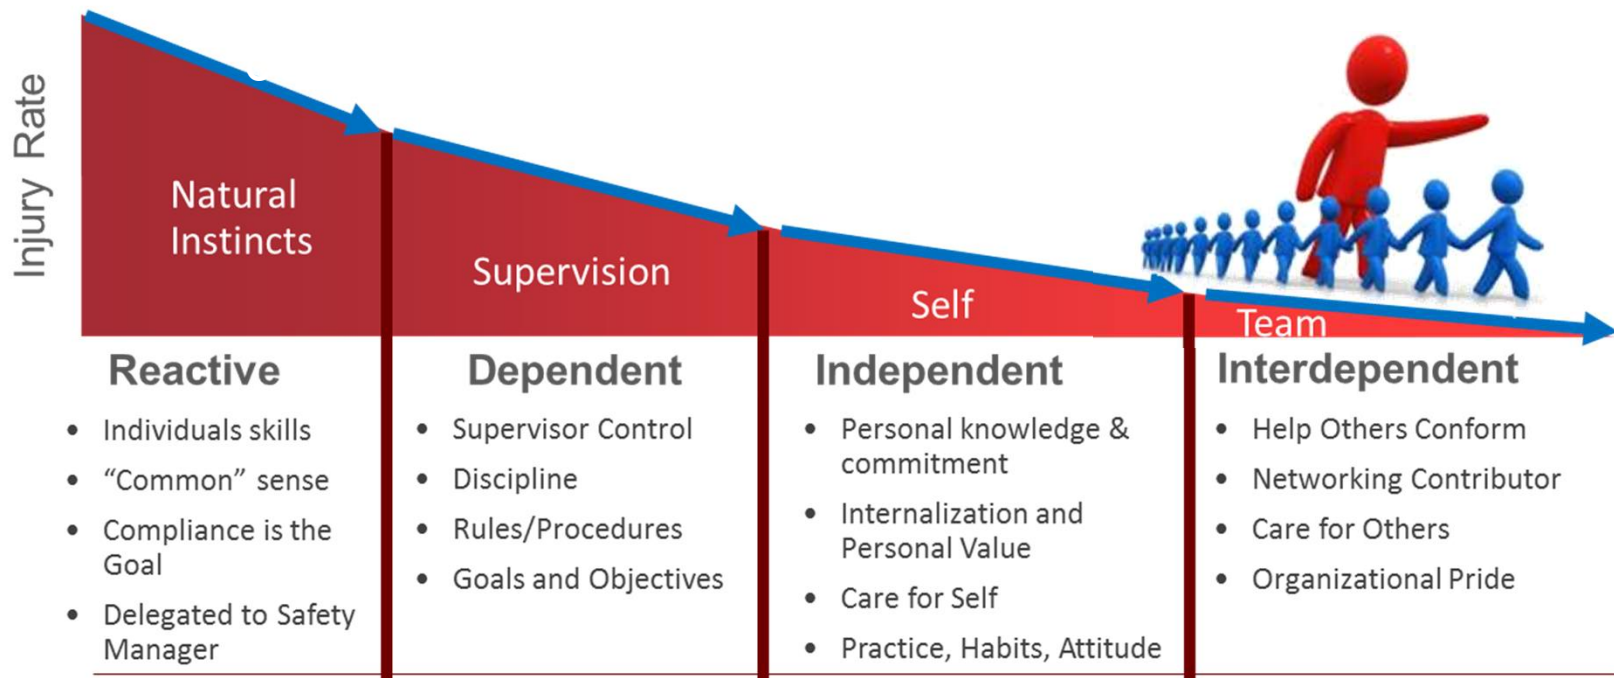 Injury Rate
Natural
Instincts
Supervision
Self
Team
Reactive
• Individuals skills
• “Common” sense
• Compliance is the
Goal
• Delegated to Safety
Manager
Dependent
• Supervisor Control
• Discipline
• Rules/Procedures
• Goals and Objectives
Independent
• Personal knowledge &
commitment
• Internalization and
Personal Value
• Care for Self
• Practice, Habits, Attitude
Interdependent
• Help Others Conform
• Networking Contributor
• Care for Others
• Organizational Pride